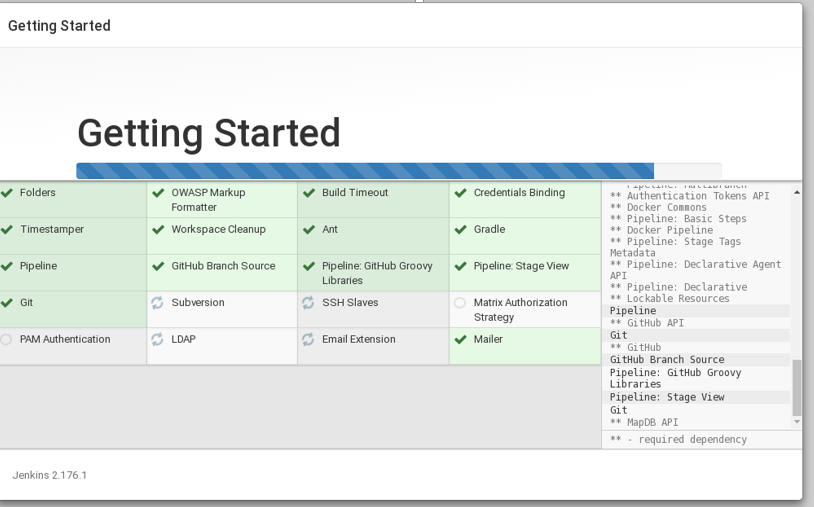 Getting Started
Getting Started
Folders
OWASP Markup
Formatter
Build Timeout
Credentials Binding
Timestamper
Workspace Cleanup
Ant
Gradle
Pipeline
GitHub Branch Source
Pipeline: GitHub Groovy
Libraries
Pipeline: Stage View
Git
Subversion
SSH Slaves
Matrix Authorization
Strategy
PAM Authentication
LDAP
Email Extension
Mailer
** Pipeline: Multibranch
** Authentication Tokens API
** Docker Commons
** Pipeline: Basic Steps
** Docker Pipeline
** Pipeline: Stage Tags
Metadata
** Pipeline: Declarative Agent
API
** Pipeline: Declarative
** Lockable Resources
Pipeline
** GitHub API
Git
** GitHub
GitHub Branch Source
Pipeline: GitHub Groovy
Libraries
Pipeline: Stage View
Git
** MapDB API
** - required dependency
Jenkins 2.176.1